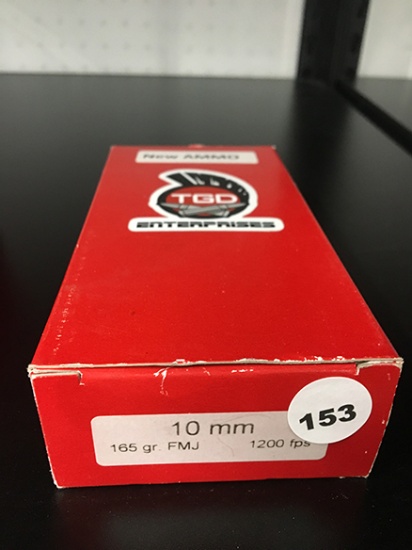 New AMMO
TGD
ENTERPRISES
10 mm
165 gr. FMJ 1200 fps
153